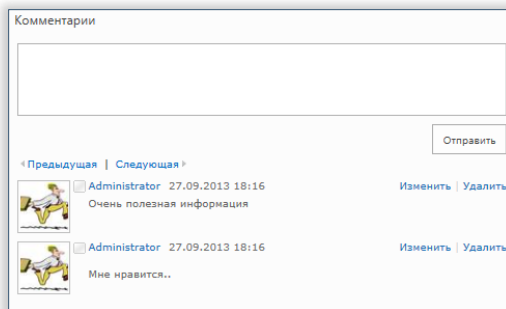 Комментарии
Отправить
Предыдущая | Следующая
Administrator 27.09.2013 18:16 Изменить | Удалить
Очень полезная информация
Administrator 27.09.2013 18:16 Изменить | Удалить
Мне нравится..